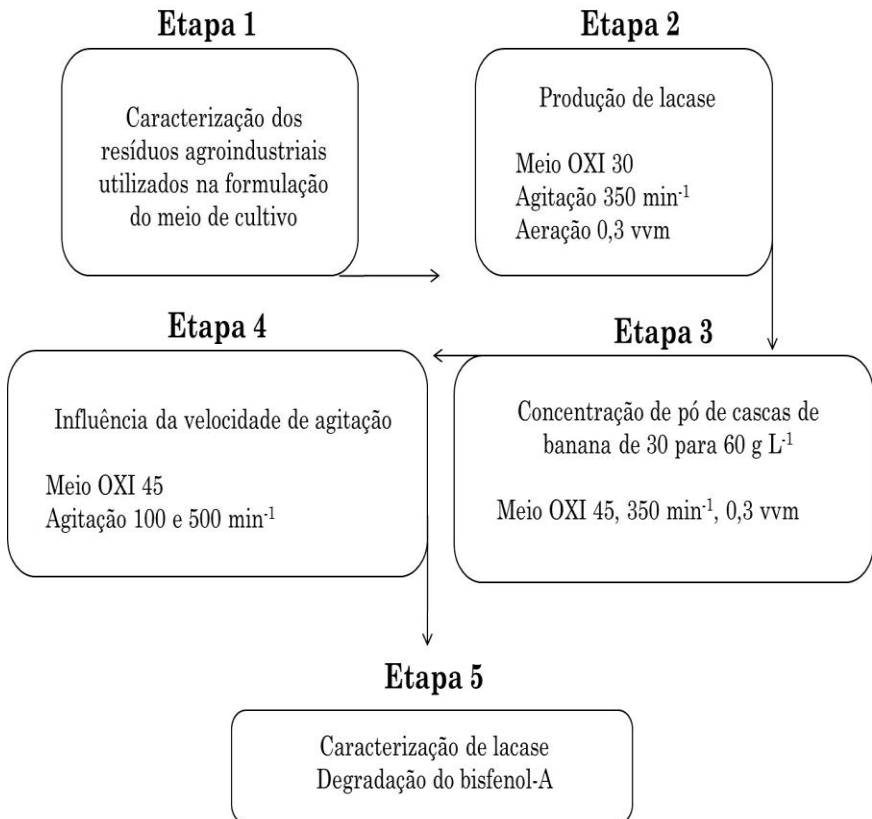 Etapa 1
Caracterização dos
resíduos agroindustriais
utilizados na formulação
do meio de cultivo
Etapa 2
Produção de lacase
Meio OXI 30
Agitação 350 min⁻¹
Aeração 0,3 vvm
Etapa 3
Concentração de pó de cascas de
banana de 30 para 60 g L⁻¹
Meio OXI 45, 350 min⁻¹, 0,3 vvm
Etapa 4
Influência da velocidade de agitação
Meio OXI 45
Agitação 100 e 500 min⁻¹
Etapa 5
Caracterização de lacase
Degradação do bisfenol-A